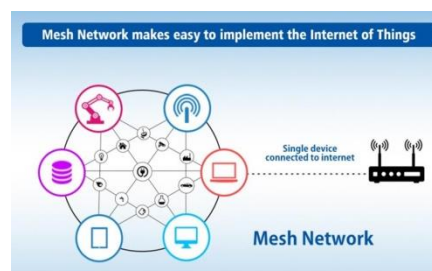 Mesh Network makes easy to implement the Internet of Things
Single device
connected to internet
Mesh Network